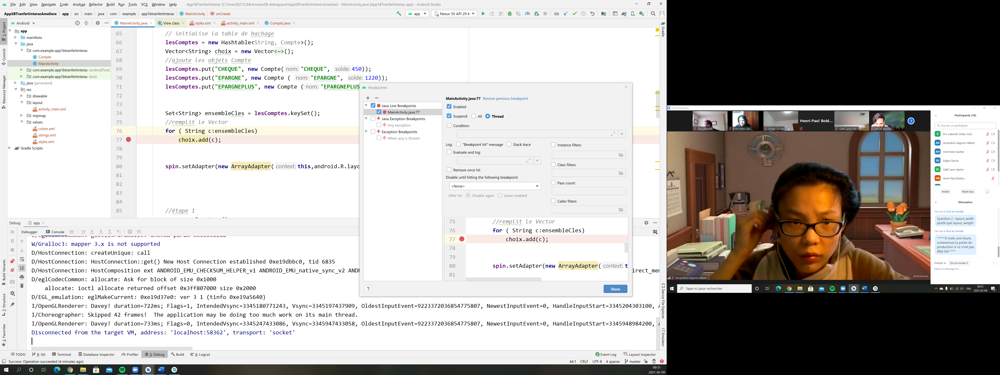 File Edit View Navigate Code Analyze Refactor Build Run Tools VCS Window Help App1BTranfertInterac [C:\hiver2021\C44\Annexe5B-debogueur\App5BTranfertInteracAmeliore] - MainActivity.java [App1BTranfertInterac.app] - Android Studio
App5BTranfertInteracAmeliore app src main java com example app1btranfertinterac MainActivity onCreate
app Nexus 5X API 29 4 Git:
Android
MainActivity.java View.class styles.xml activity_main.xml Compte.java
1: Project
Commit
Resource Manager
Build Variants
7: Structure
2: Favorites
Gradle
Device File Explorer
Emulator
app
manifests
java
com.example.app1btranfertinterac
Compte
MainActivity
com.example.app1btranfertinterac (androidTest)
com.example.app1btranfertinterac (test)
java (generated)
res
drawable
layout
activity_main.xml
mipmap
values
colors.xml
strings.xml
styles.xml
Gradle Scripts
65 // initialise la table de hachage
66 lesComptes = new Hashtable<String, Compte>();
67 Vector<String> choix = new Vector<~>();
68 //ajoute les objets Compte
69 lesComptes.put("CHEQUE", new Compte( nom: "CHEQUE", solde: 450));
70 lesComptes.put("EPARGNE", new Compte ( nom: "EPARGNE", solde: 1220));
71 lesComptes.put("EPARGNEPLUS", new Compte ( nom: "EPARGNEPLUS
72
73
74 Set<String> ensembleCles = lesComptes.keySet();
75 //remplit le Vector
76 for ( String c:ensembleCles)
77 choix.add(c);
78
79
80 spin.setAdapter(new ArrayAdapter( context: this,android.R.layo
81
82
83
84
85 //étape 1
Breakpoints
Java Line Breakpoints
MainActivity.java:77
Java Exception Breakpoints
Any exception
Exception Breakpoints
When any is thrown
MainActivity.java:77 Restore previous breakpoint
Enabled
Suspend: All Thread
Condition:
Log: "Breakpoint hit" message Stack trace
Evaluate and log:
Remove once hit
Disable until hitting the following breakpoint:
<None>
After hit: Disable again Leave enabled
Instance filters:
Class filters:
Pass count:
Caller filters:
75 //remplit le Vector
76 for ( String c:ensembleCles)
77 choix.add(c);
78
79
80 spin.setAdapter(new ArrayAdapter( context: t
81
? Done
Debug: app
Debugger Console
W/Gralloc3: mapper 3.x is not supported
D/HostConnection: createUnique: call
D/HostConnection: HostConnection::get() New Host Connection established 0xe19dbbc0, tid 6835
D/HostConnection: HostComposition ext ANDROID_EMU_CHECKSUM_HELPER_v1 ANDROID_EMU_native_sync_v2 ANDR irect_mem
D/eglCodecCommon: allocate: Ask for block of size 0x1000
allocate: ioctl allocate returned offset 0x3ff807000 size 0x2000
D/EGL_emulation: eglMakeCurrent: 0xe19d37e0: ver 3 1 (tinfo 0xe19a5640)
I/OpenGLRenderer: Davey! duration=722ms; Flags=1, IntendedVsync=3345180771243, Vsync=3345197437909, OldestInputEvent=9223372036854775807, NewestInputEvent=0, HandleInputStart=3345204303100, A
I/Choreographer: Skipped 42 frames! The application may be doing too much work on its main thread.
I/OpenGLRenderer: Davey! duration=733ms; Flags=0, IntendedVsync=3345247433086, Vsync=3345947433058, OldestInputEvent=9223372036854775807, NewestInputEvent=0, HandleInputStart=3345948984200, A
Disconnected from the target VM, address: 'localhost:58362', transport: 'socket'
TODO 9: Git Terminal Database Inspector Profiler 5: Debug Build 6: Logcat 2 Event Log Layout Inspector
Success: Operation succeeded (4 minutes ago) 44:1 CRLF UTF-8 4 spaces master
09:31
2021-02-09
Zoom Réunion
Éric Labonté
Ariel Hotz-Gar...
Edgar Garcia
Henri-Paul Bold...
Gaël Lane Lép...
Pascal Bourbo...
Amandine Gagnon-Hébert
©2020 Nintendo
Participants (10)
Trouver un participant
É Éric Labonté (Hôte, moi)
AG Amandine Gagnon-Hébert
AH Ariel Hotz-Garber
EG Edgar Garcia
GL Gaël Lane Lépine
HB Henri-Paul Bolduc
Inviter Muet tous ...
Discussion
De moi à Tout le monde:
Question 2 : layout_width
plutôt que layout_weight
De moi à Tout le monde:
******Il reste une heure,
commencez la partie de
production si ce n'est pas
déjà fait ****
Envoyer à : Tout le monde
Saisir le message ici...
Taper ici pour rechercher
FRA
09:31
2021-02-09